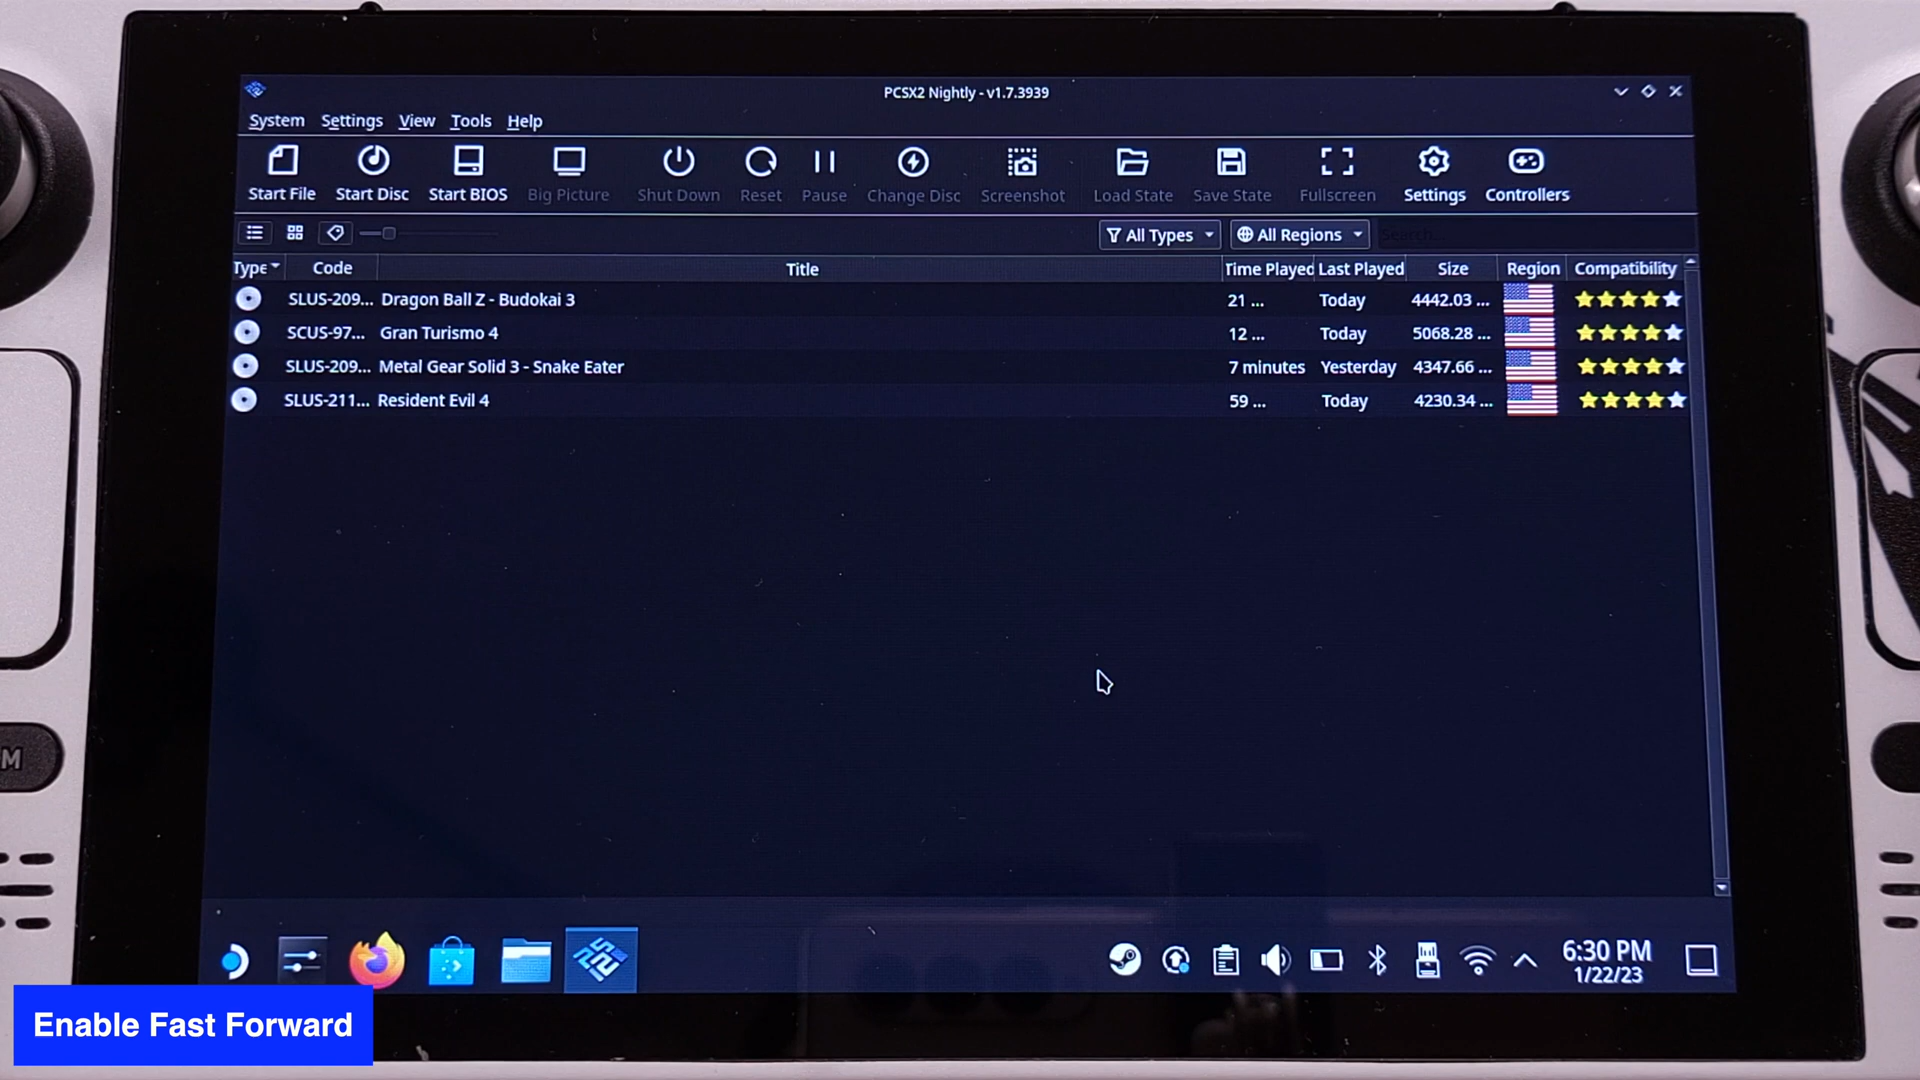 PCSX2 Nightly - v1.7.3939
System Settings View Tools Help
Start File Start Disc Start BIOS Big Picture Shut Down Reset Pause Change Disc Screenshot Load State Save State Fullscreen Settings Controllers
All Types All Regions Search...
Type Code Title Time Played Last Played Size Region Compatibility
SLUS-209... Dragon Ball Z - Budokai 3 21 ... Today 4442.03 ...
SCUS-97... Gran Turismo 4 12 ... Today 5068.28 ...
SLUS-209... Metal Gear Solid 3 - Snake Eater 7 minutes Yesterday 4347.66 ...
SLUS-211... Resident Evil 4 59 ... Today 4230.34 ...
M
6:30 PM
1/22/23
Enable Fast Forward